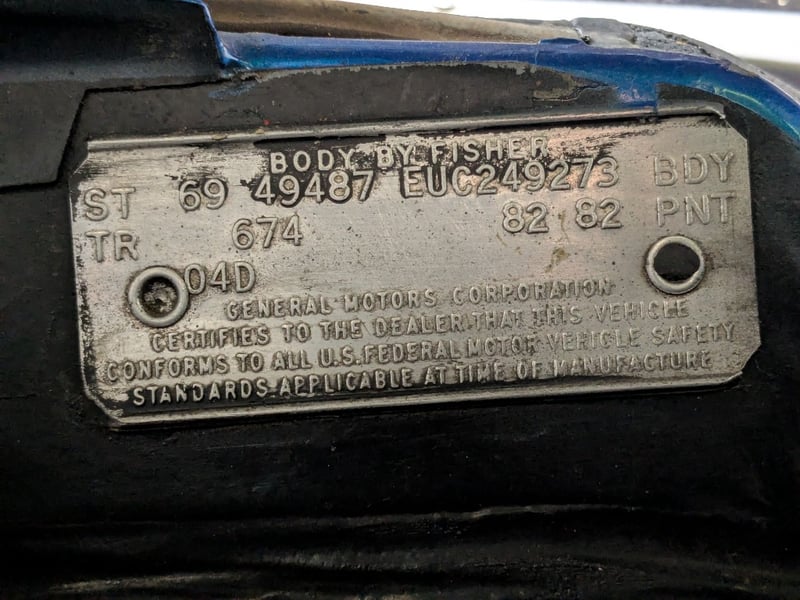 BODY BY FISHER
ST 69 49487 EUC249273 BDY
TR 674 82 82 PNT
04D
GENERAL MOTORS CORPORATION
CERTIFIES TO THE DEALER THAT THIS VEHICLE
CONFORMS TO ALL U.S. FEDERAL MOTOR VEHICLE SAFETY
STANDARDS APPLICABLE AT TIME OF MANUFACTURE